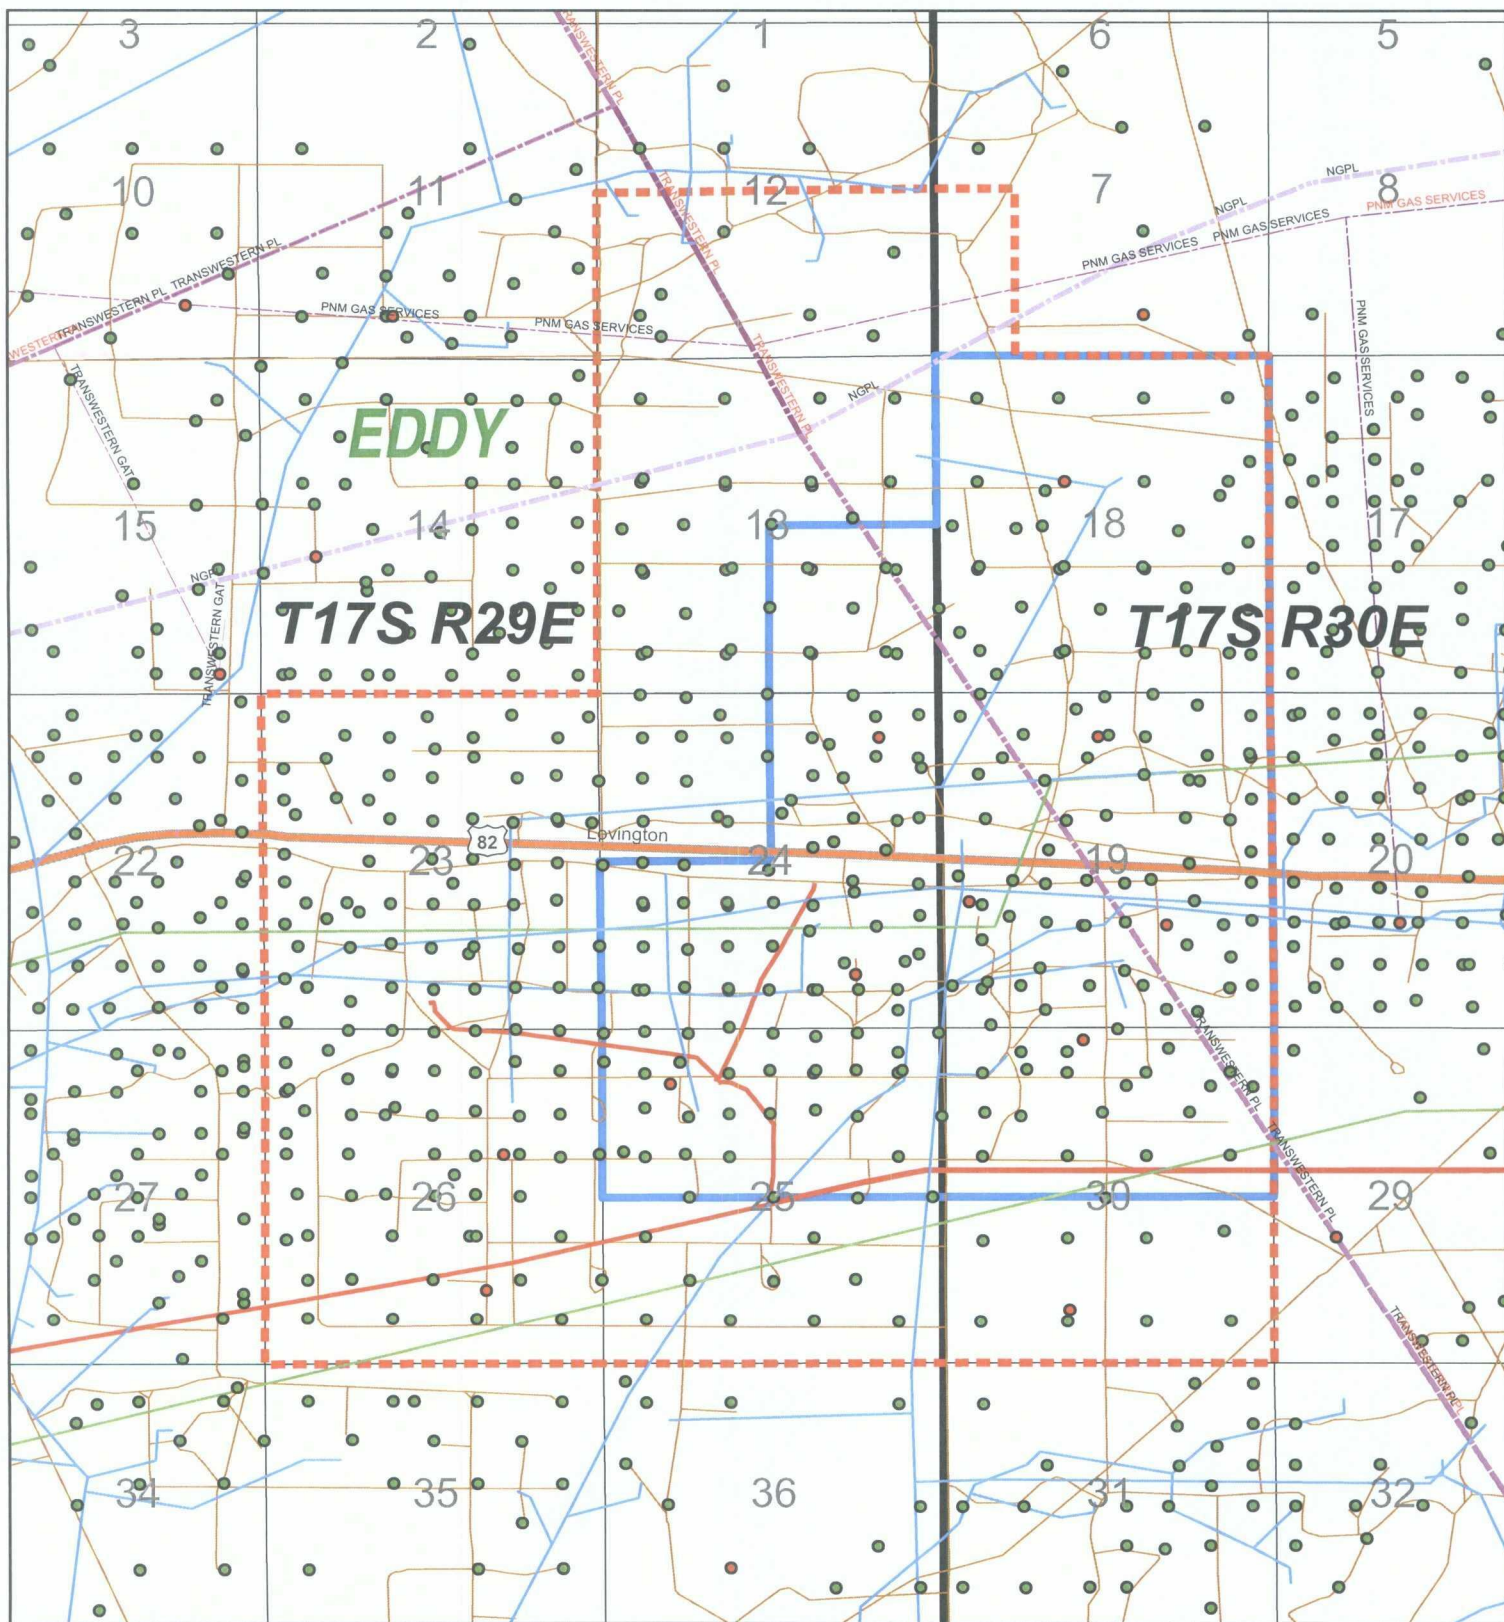 3
2
1
6
5
TRANSWESTERN PL
10
11
12
7
8
NGPL
NGPL
TRANSWESTERN PL
PNM GAS SERVICES
PNM GAS SERVICES
PNM GAS SERVICES
TRANSWESTERN PL
TRANSWESTERN PL
PNM GAS SERVICES
PNM GAS SERVICES
PNM GAS SERVICES
WESTERN
TRANSWESTERN PL
TRANSWESTERN GAT
NGPL
EDDY
15
14
13
18
17
NGPL
TRANSWESTERN GAT
T17S R29E
T17S R30E
82
Lovington
22
23
24
19
20
TRANSWESTERN PL
TRANSWESTERN PL
27
26
25
30
29
TRANSWESTERN PL
34
35
36
31
32